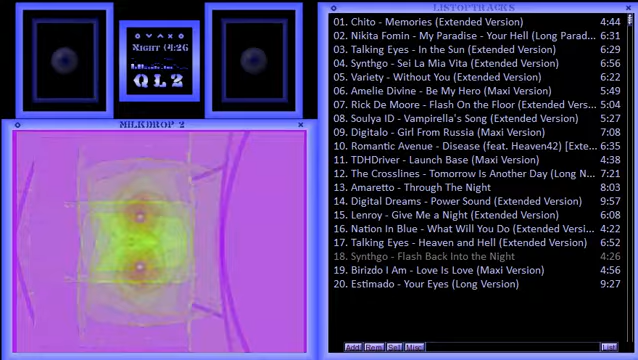 NIGHT (4:26
QL2
MILKDROP 2
LISTOFTRACKS
01. Chito - Memories (Extended Version) 4:44
02. Nikita Fomin - My Paradise - Your Hell (Long Parad... 6:31
03. Talking Eyes - In the Sun (Extended Version) 6:29
04. Synthgo - Sei La Mia Vita (Extended Version) 6:56
05. Variety - Without You (Extended Version) 6:22
06. Amelie Divine - Be My Hero (Maxi Version) 5:49
07. Rick De Moore - Flash On the Floor (Extended Vers... 5:04
08. Soulya ID - Vampirella's Song (Extended Version) 5:27
09. Digitalo - Girl From Russia (Maxi Version) 7:08
10. Romantic Avenue - Disease (feat. Heaven42) [Exte... 6:35
11. TDHDriver - Launch Base (Maxi Version) 4:38
12. The Crosslines - Tomorrow Is Another Day (Long N... 7:21
13. Amaretto - Through The Night 8:03
14. Digital Dreams - Power Sound (Extended Version) 9:57
15. Lenroy - Give Me a Night (Extended Version) 6:08
16. Nation In Blue - What Will You Do (Extended Versi... 4:22
17. Talking Eyes - Heaven and Hell (Extended Version) 6:52
18. Synthgo - Flash Back Into the Night 4:26
19. Birizdo I Am - Love Is Love (Maxi Version) 4:56
20. Estimado - Your Eyes (Long Version) 9:27
Add Rem Sel Misc List